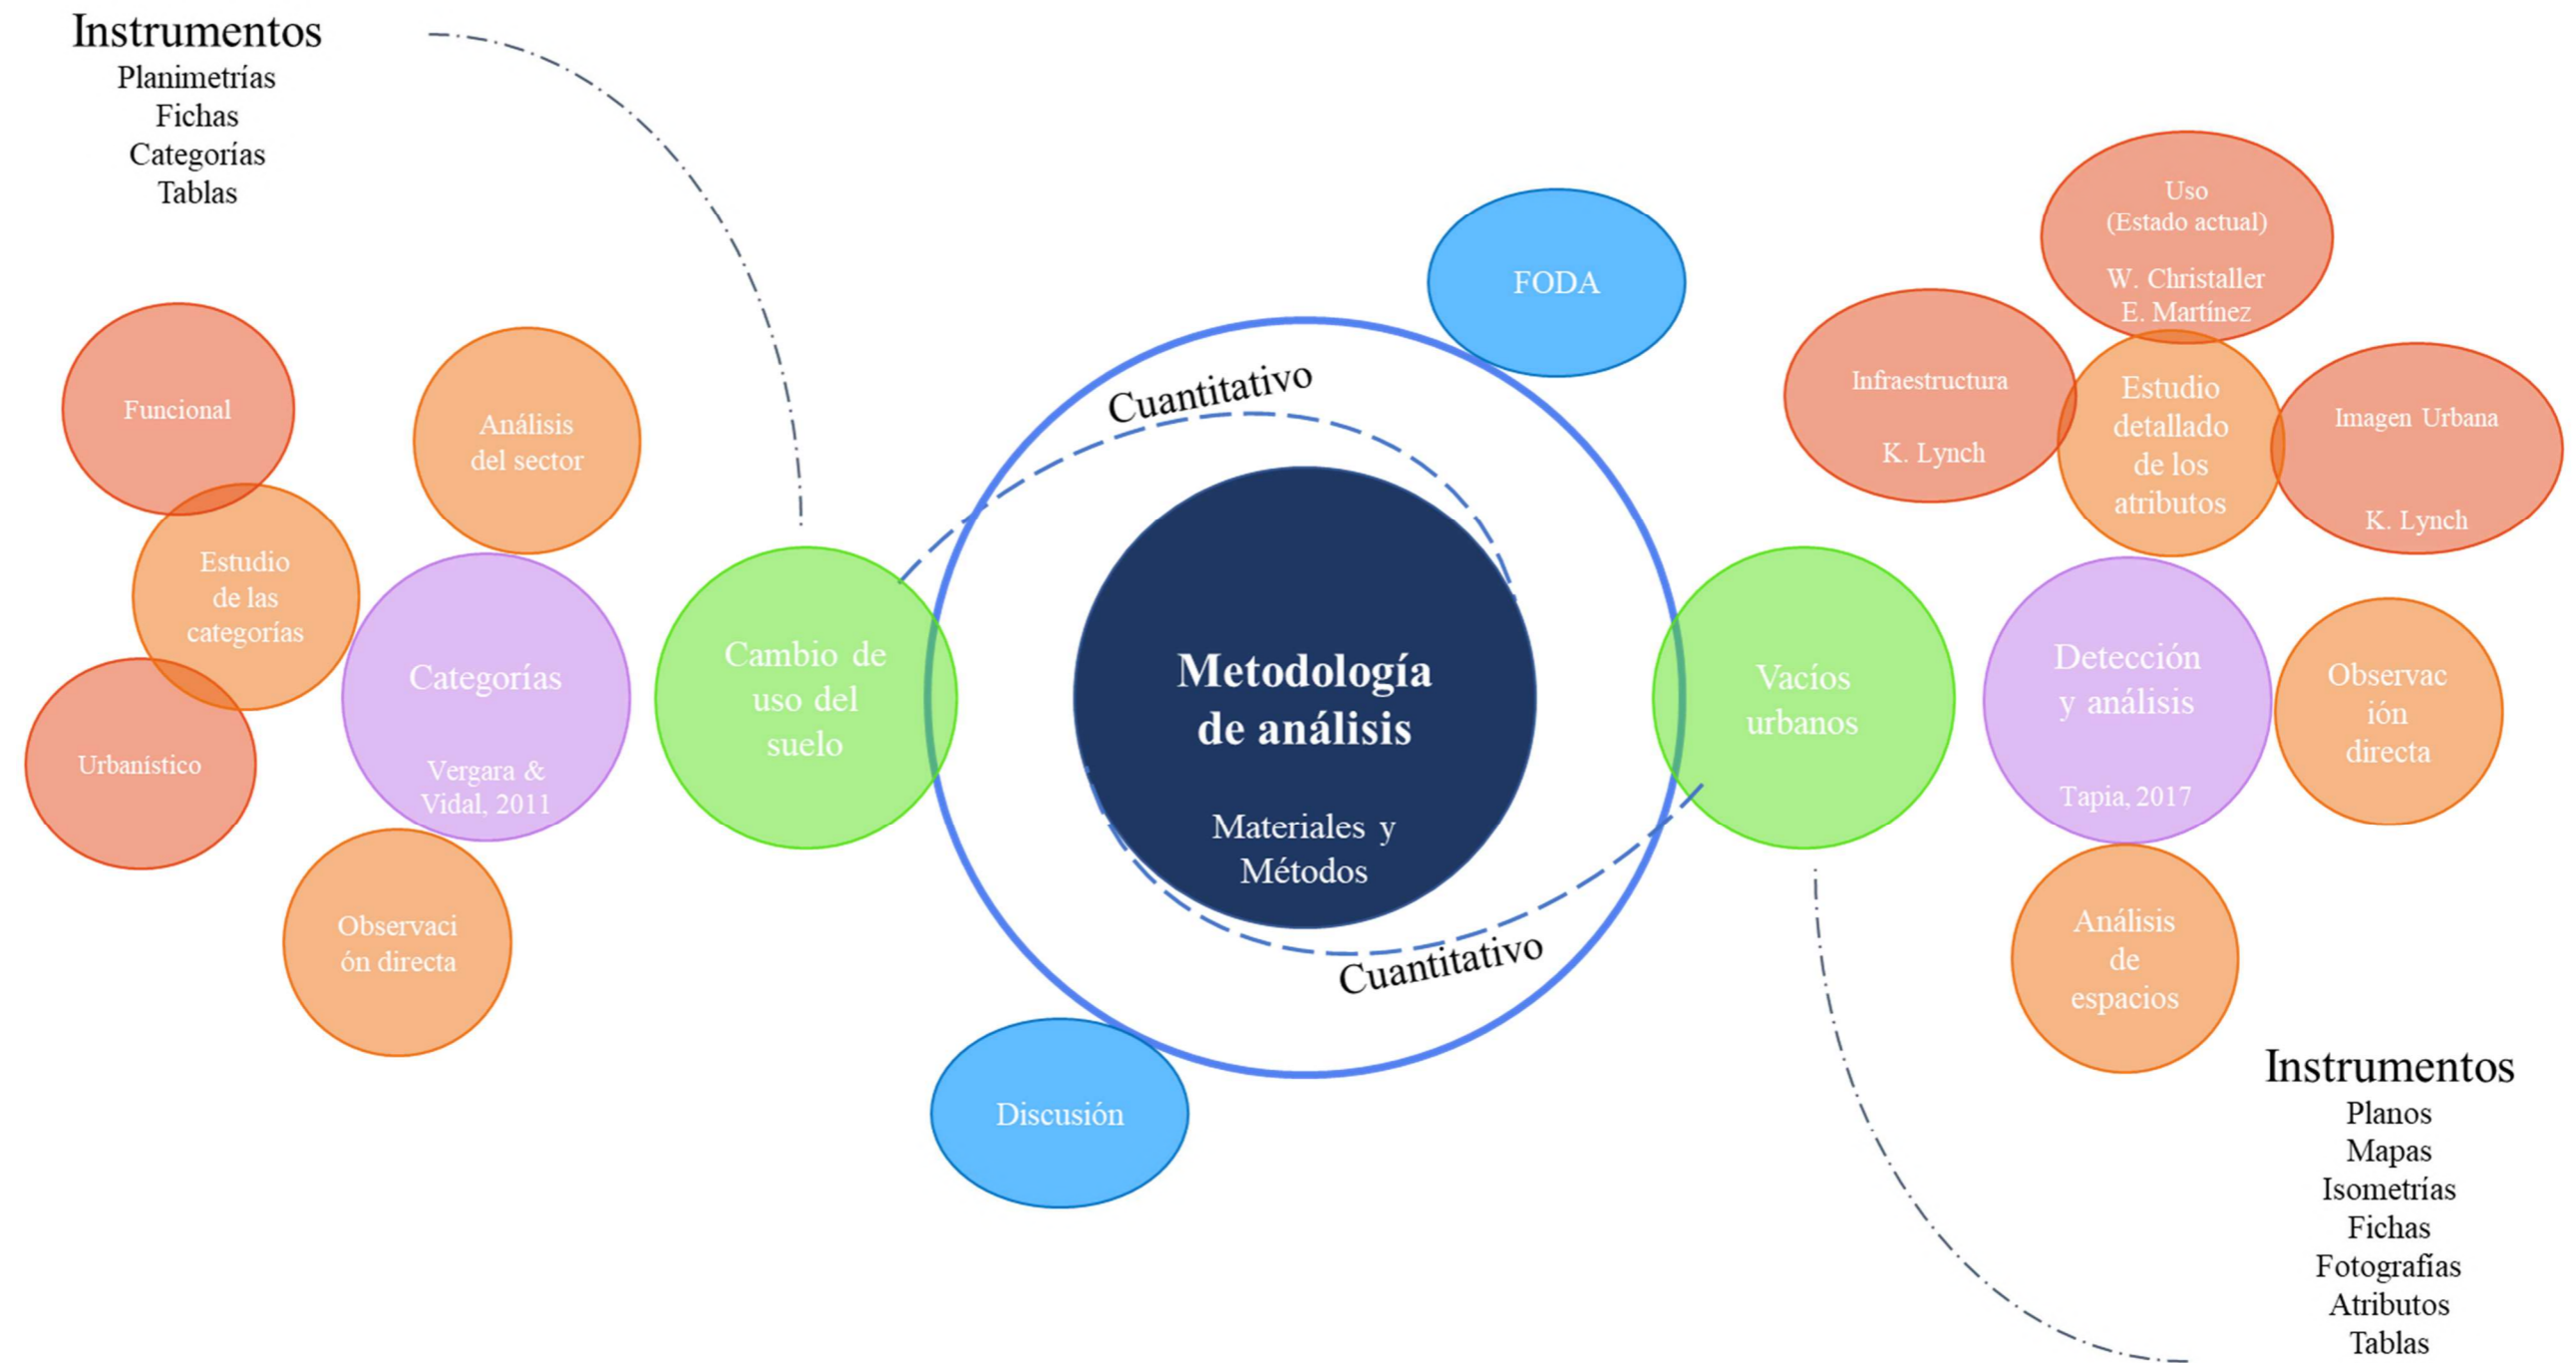 Instrumentos
Planimetrías
Fichas
Categorías
Tablas
Funcional
Análisis
del sector
Estudio
de las
categorías
Urbanístico
Categorías
Vergara &
Vidal, 2011
Observaci
ón directa
Cambio de
uso del
suelo
Cuantitativo
Metodología
de análisis
Materiales y
Métodos
Cuantitativo
FODA
Discusión
Vacíos
urbanos
Detección
y análisis
Tapia, 2017
Uso
(Estado actual)
W. Christaller
E. Martínez
Infraestructura
K. Lynch
Estudio
detallado
de los
atributos
Imagen Urbana
K. Lynch
Observac
ión
directa
Análisis
de
espacios
Instrumentos
Planos
Mapas
Isometrías
Fichas
Fotografías
Atributos
Tablas